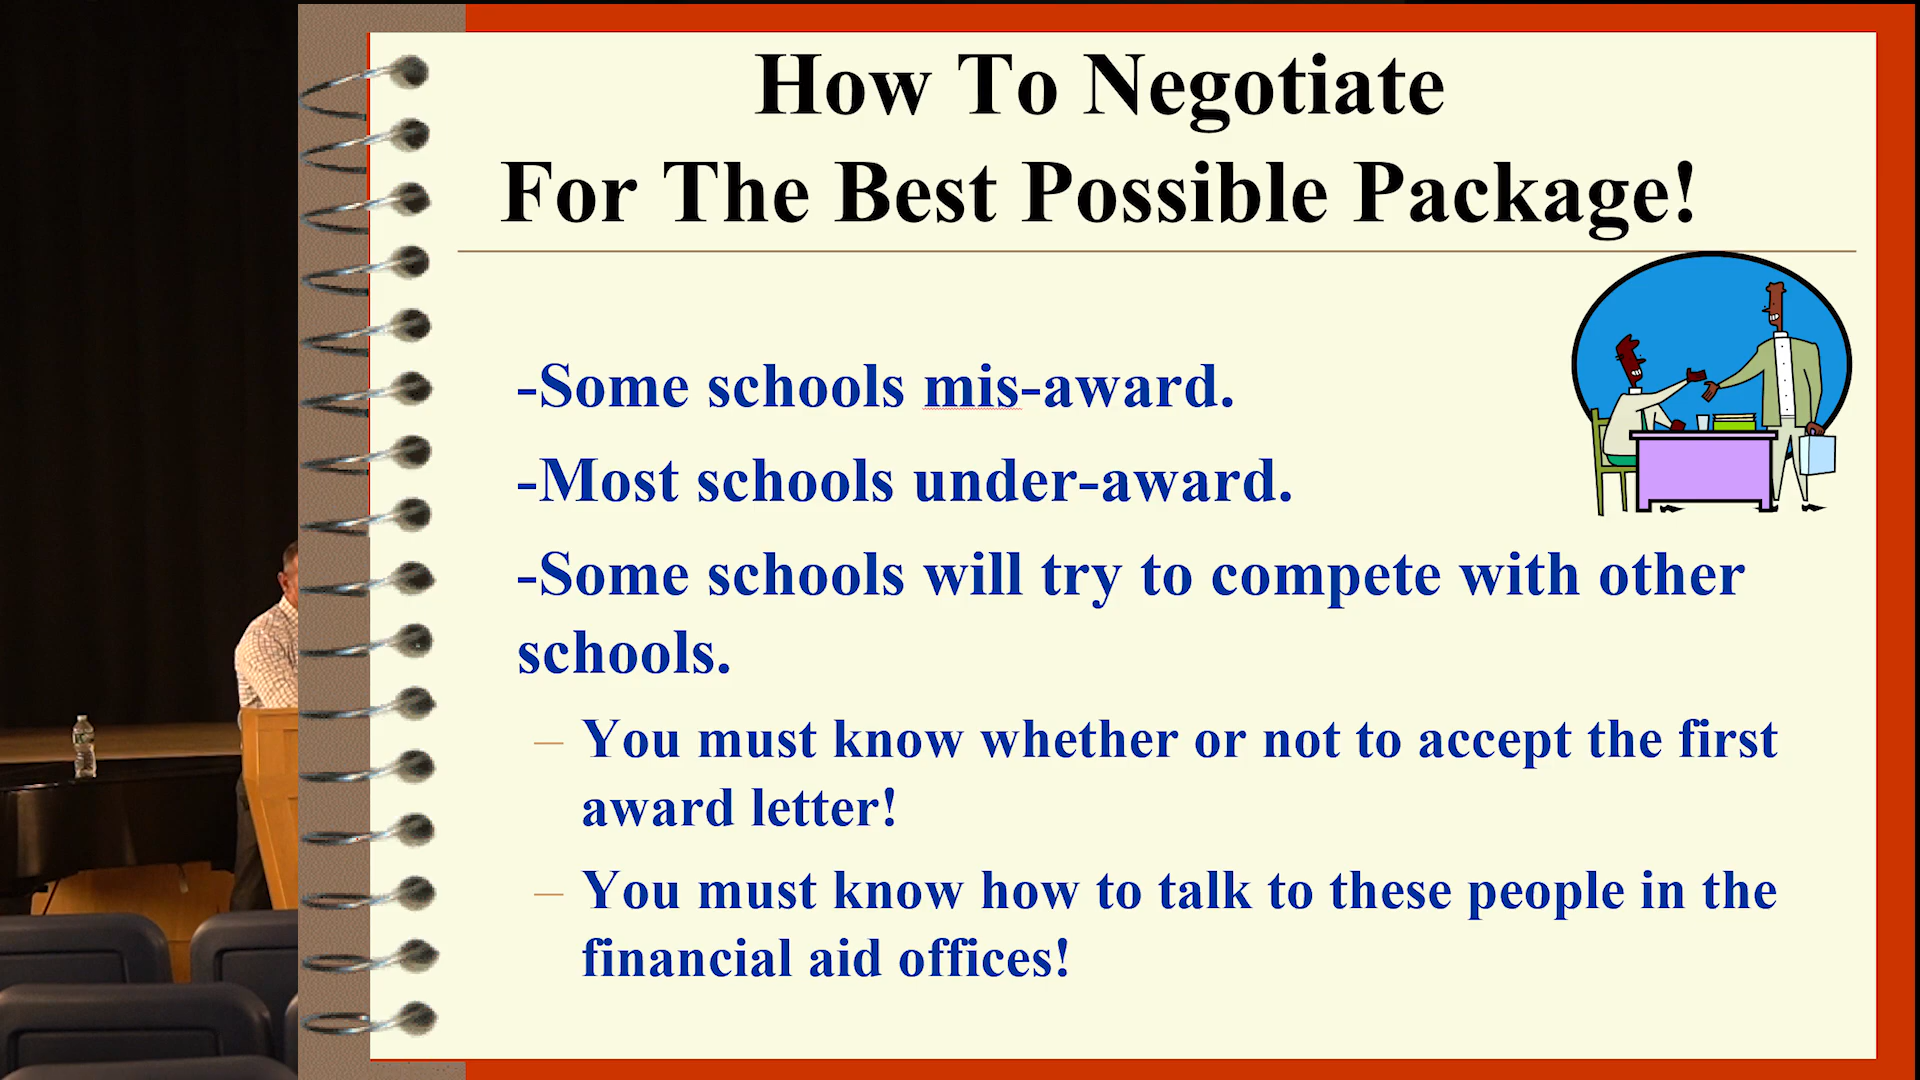 How To Negotiate
For The Best Possible Package!
-Some schools mis-award.
-Most schools under-award.
-Some schools will try to compete with other
schools.
– You must know whether or not to accept the first
award letter!
– You must know how to talk to these people in the
financial aid offices!